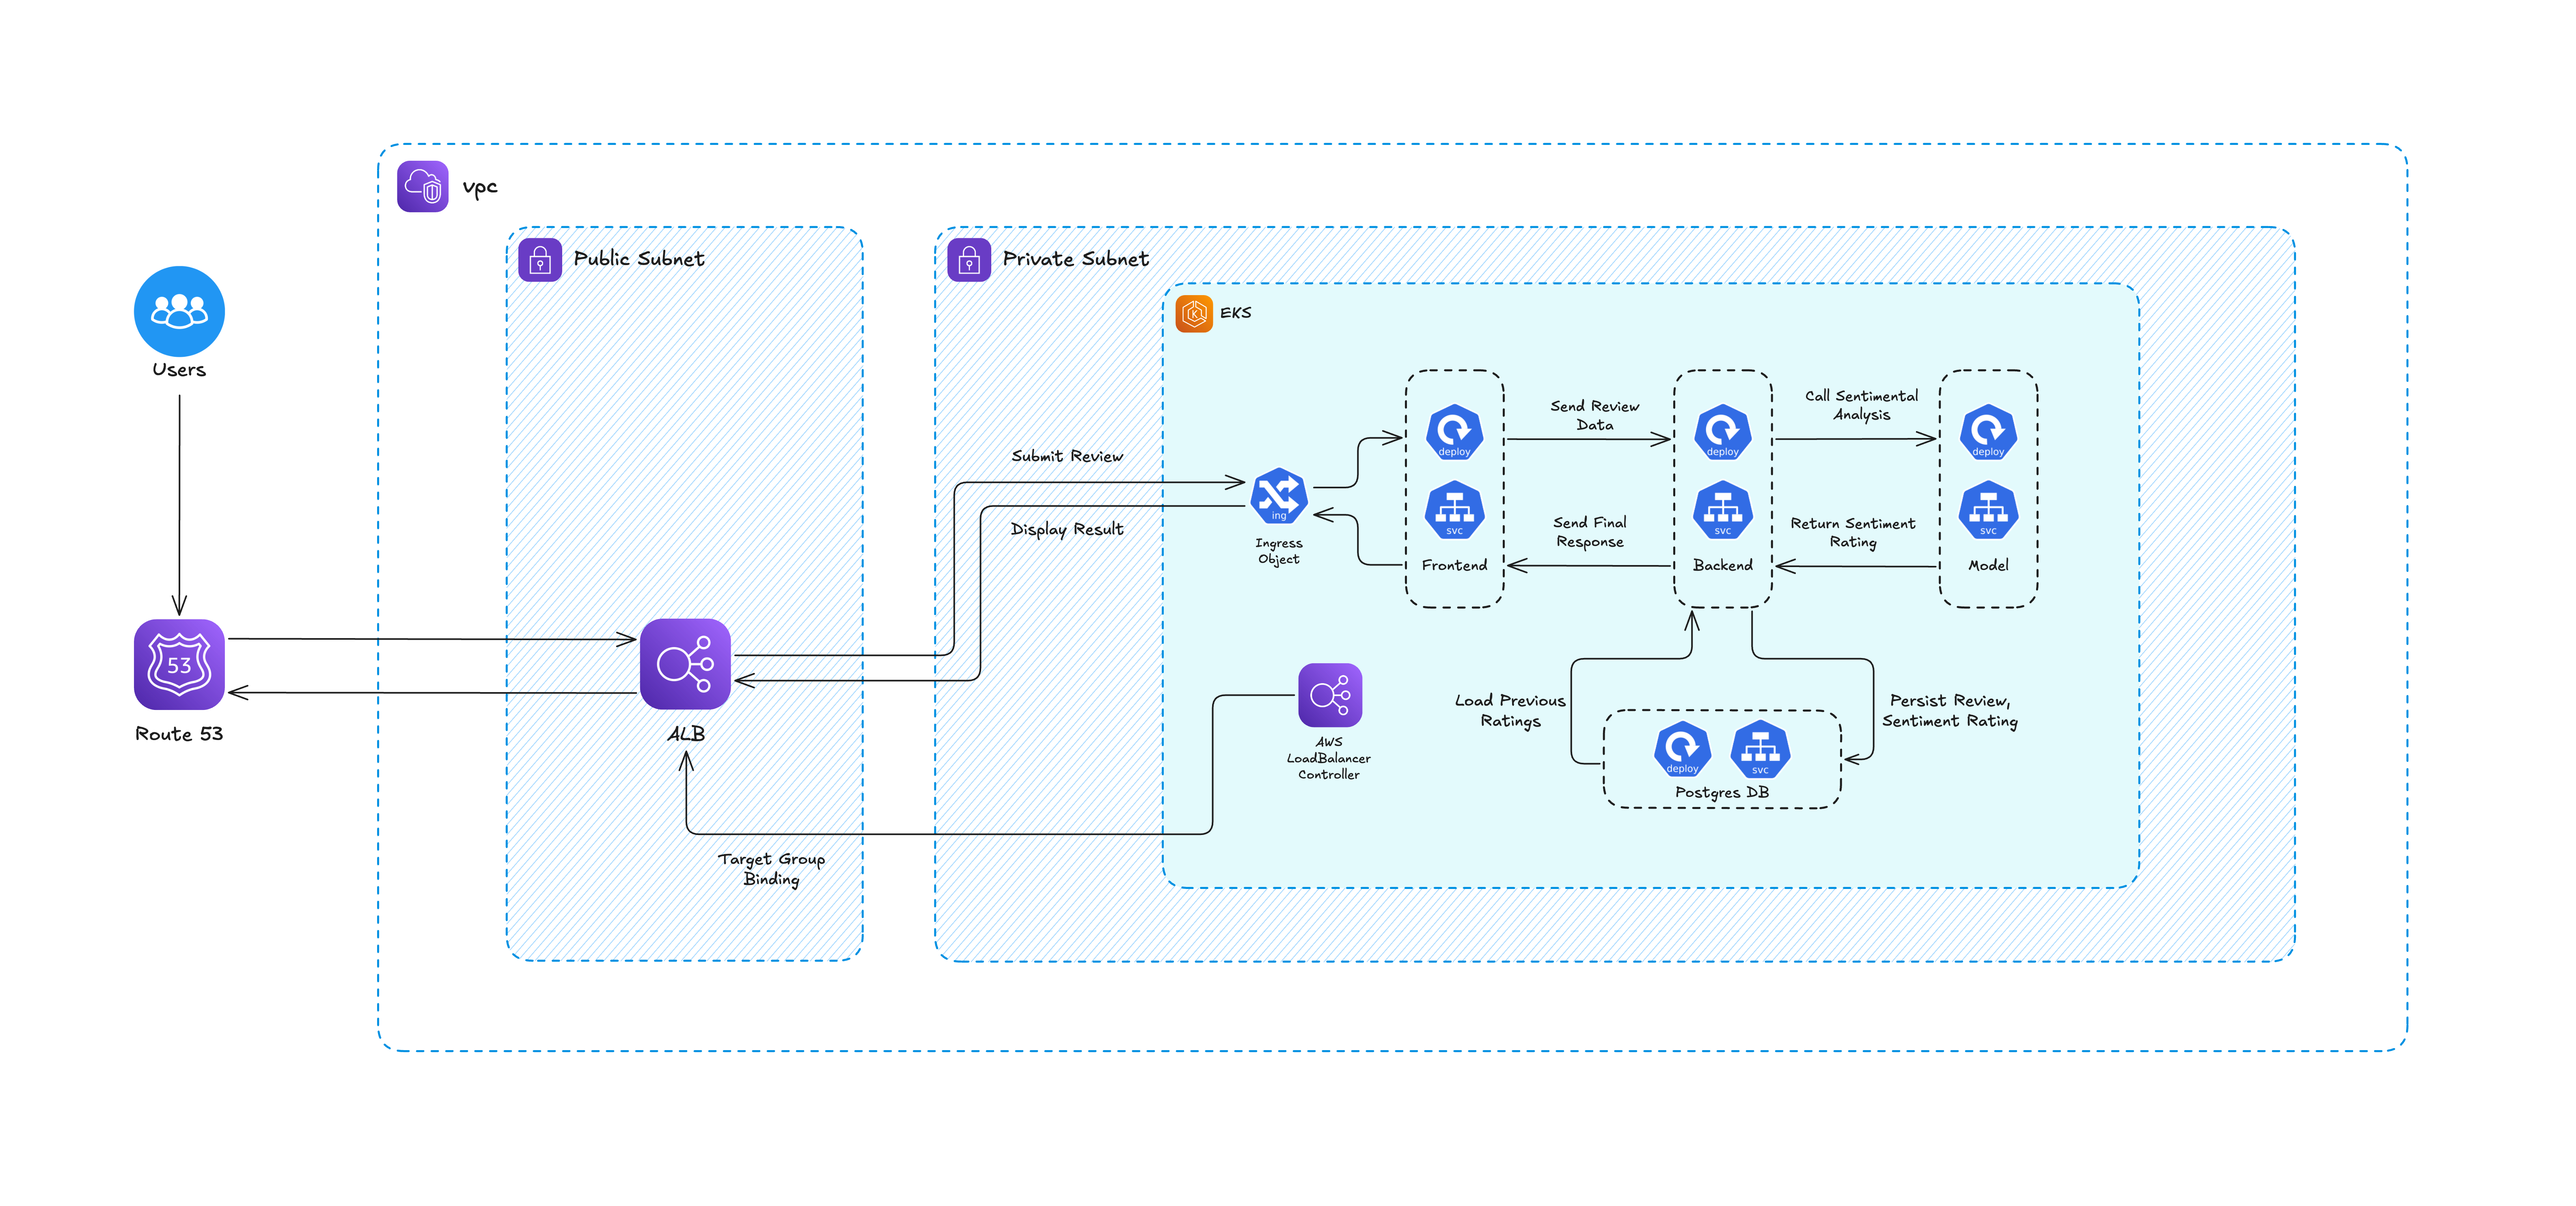 vpc
Public Subnet
Private Subnet
EKS
Users
53
Route 53
ALB
Target Group
Binding
Submit Review
Display Result
ing
Ingress
Object
deploy
svc
Frontend
Send Review
Data
Send Final
Response
deploy
svc
Backend
Call Sentimental
Analysis
Return Sentiment
Rating
deploy
svc
Model
AWS
LoadBalancer
Controller
Load Previous
Ratings
Persist Review,
Sentiment Rating
deploy
svc
Postgres DB